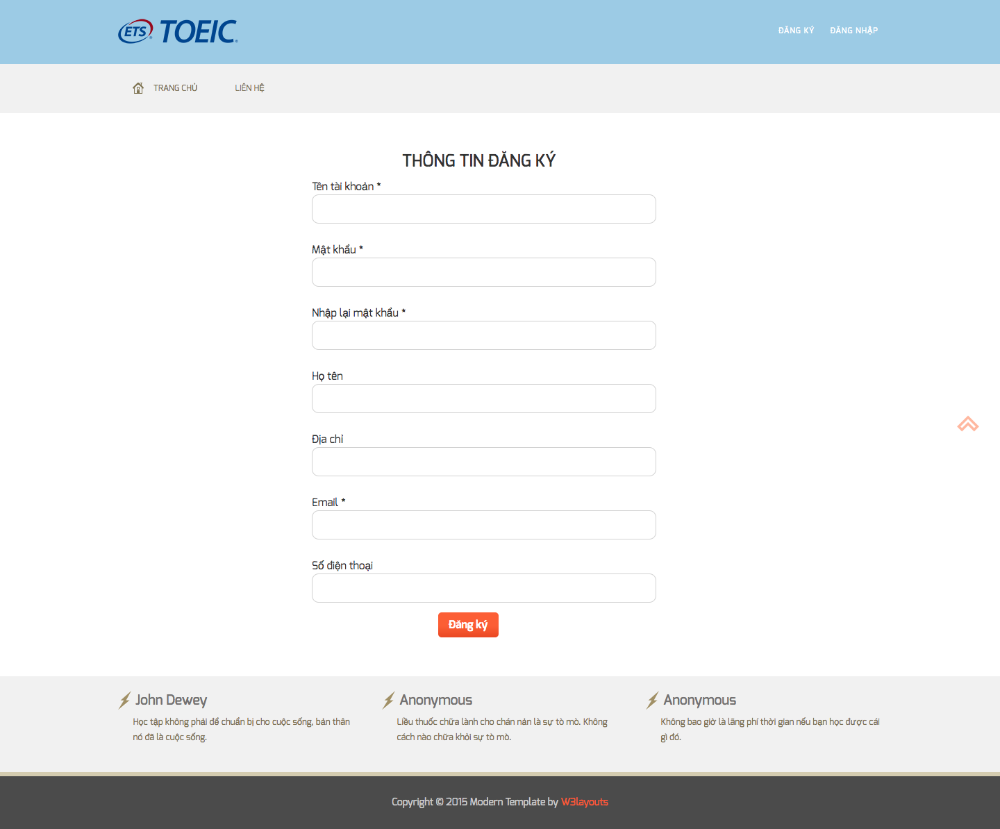 ETS TOEIC
ĐĂNG KÝ ĐĂNG NHẬP
TRANG CHỦ LIÊN HỆ
THÔNG TIN ĐĂNG KÝ
Tên tài khoản *
Mật khẩu *
Nhập lại mật khẩu *
Họ tên
Địa chỉ
Email *
Số điện thoại
Đăng ký
John Dewey
Học tập không phải để chuẩn bị cho cuộc sống, bản thân
nó đã là cuộc sống.
Anonymous
Liều thuốc chữa lành cho chán nản là sự tò mò. Không
cách nào chữa khỏi sự tò mò.
Anonymous
Không bao giờ là lãng phí thời gian nếu bạn học được cái
gì đó.
Copyright © 2015 Modern Template by W3layouts